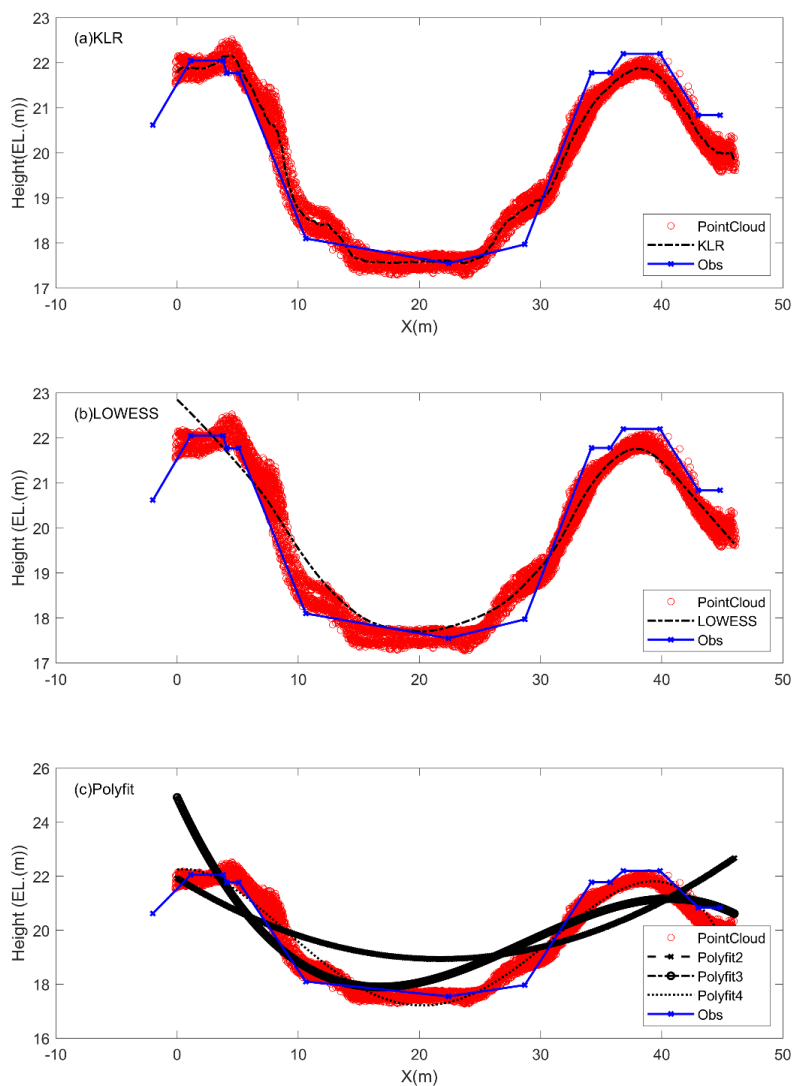 23
(a)KLR
22
21
20
19
18
17
Height(EL.(m))
PointCloud
KLR
Obs
-10 0 10 20 30 40 50
X(m)
23
(b)LOWESS
22
21
20
19
18
17
Height (EL.(m))
PointCloud
LOWESS
Obs
-10 0 10 20 30 40 50
X(m)
26
(c)Polyfit
24
22
20
18
16
Height (EL.(m))
PointCloud
Polyfit2
Polyfit3
Polyfit4
Obs
-10 0 10 20 30 40 50
X(m)